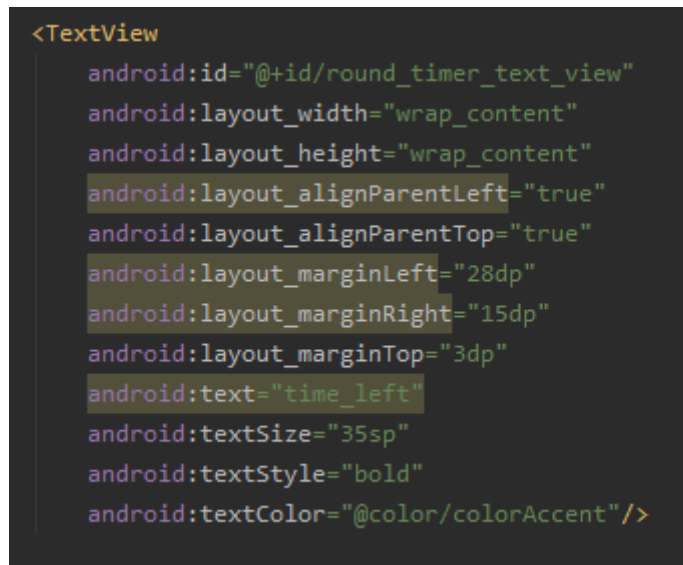 <TextView
android:id="@+id/round_timer_text_view"
android:layout_width="wrap_content"
android:layout_height="wrap_content"
android:layout_alignParentLeft="true"
android:layout_alignParentTop="true"
android:layout_marginLeft="28dp"
android:layout_marginRight="15dp"
android:layout_marginTop="3dp"
android:text="time_left"
android:textSize="35sp"
android:textStyle="bold"
android:textColor="@color/colorAccent"/>